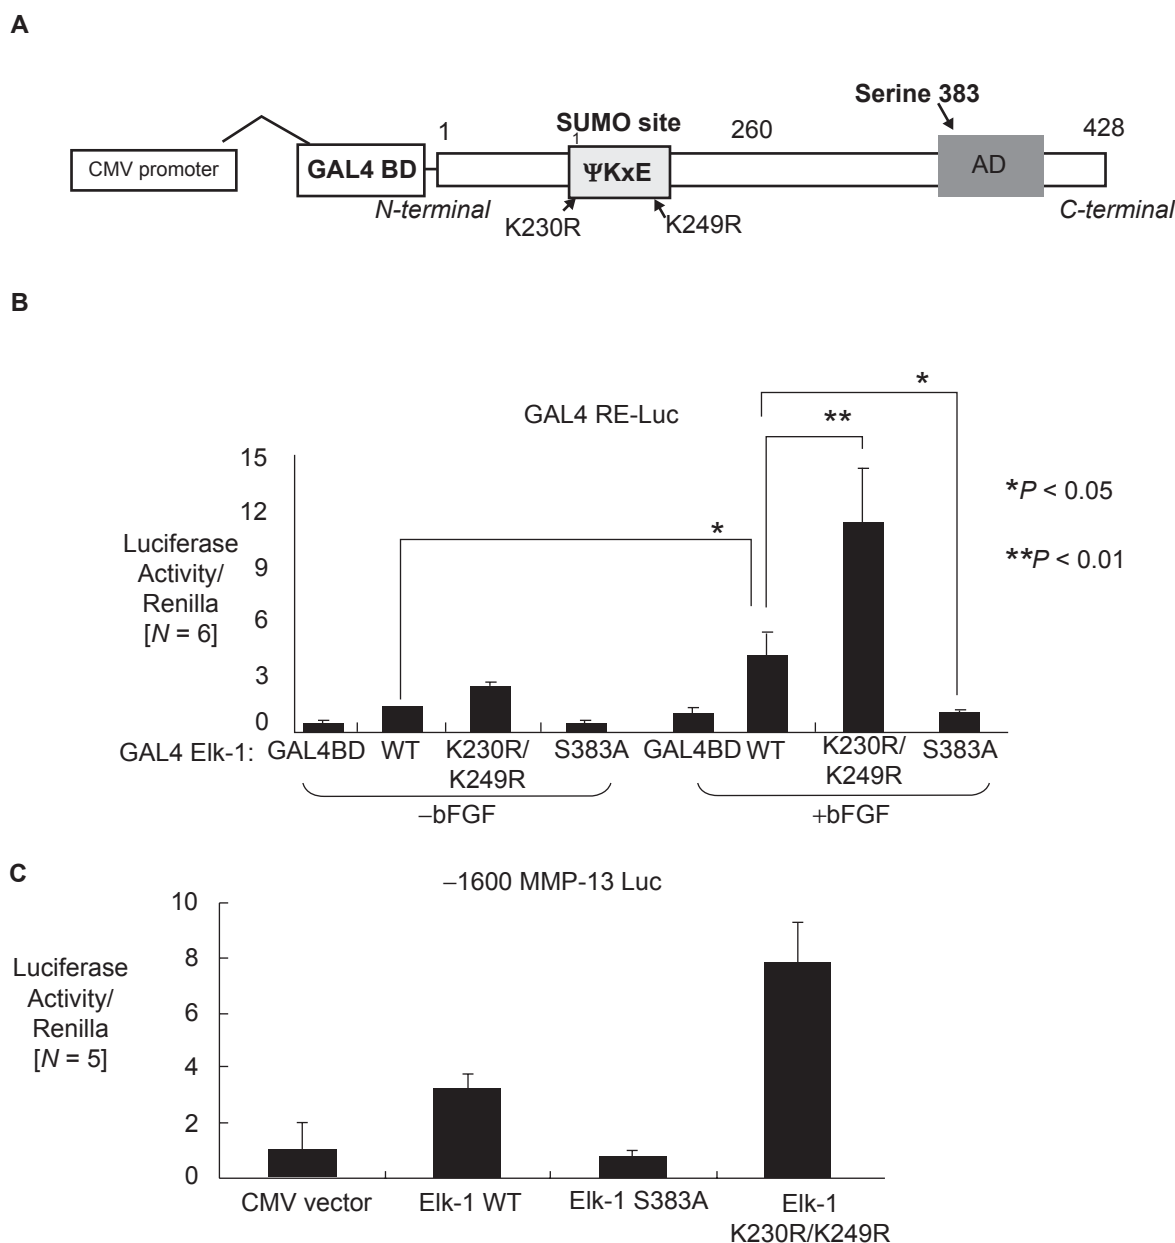 A
Serine 383
SUMO site
1
260
428
1
CMV promoter
GAL4 BD
ΨKxE
AD
N-terminal
C-terminal
K230R
K249R
B
*
GAL4 RE-Luc
**
15
*P < 0.05
12
*
Luciferase
Activity/
Renilla
[N = 6]
9
**P < 0.01
6
3
0
GAL4 Elk-1: GAL4BD WT K230R/ S383A GAL4BD WT K230R/ S383A
K249R K249R
–bFGF +bFGF
C
–1600 MMP-13 Luc
10
Luciferase
Activity/
Renilla
[N = 5]
8
6
4
2
0
CMV vector Elk-1 WT Elk-1 S383A Elk-1
K230R/K249R